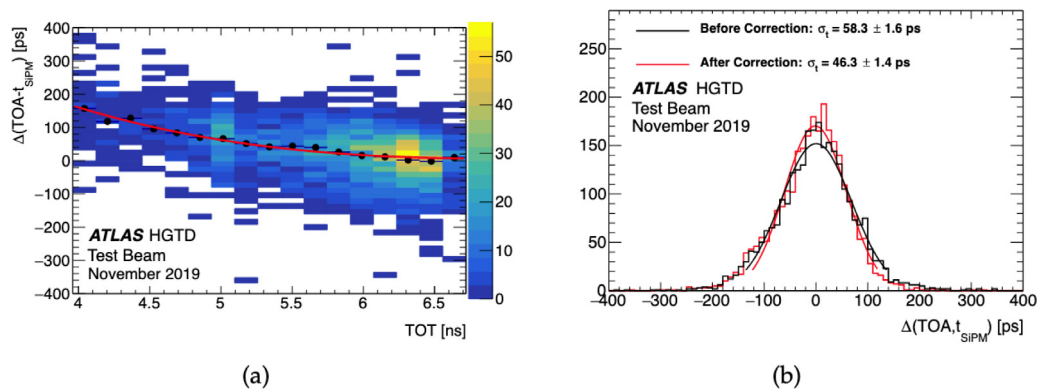 Δ(TOA-t_SiPM) [ps]
400
300
200
100
0
−100
−200
−300
−400
ATLAS HGTD
Test Beam
November 2019
4
4.5
5
5.5
6
6.5
TOT [ns]
50
40
30
20
10
0
(a)
Before Correction: σ_t = 58.3 ± 1.6 ps
After Correction: σ_t = 46.3 ± 1.4 ps
ATLAS HGTD
Test Beam
November 2019
250
200
150
100
50
0
−400
−300
−200
−100
0
100
200
300
400
Δ(TOA,t_SiPM) [ps]
(b)